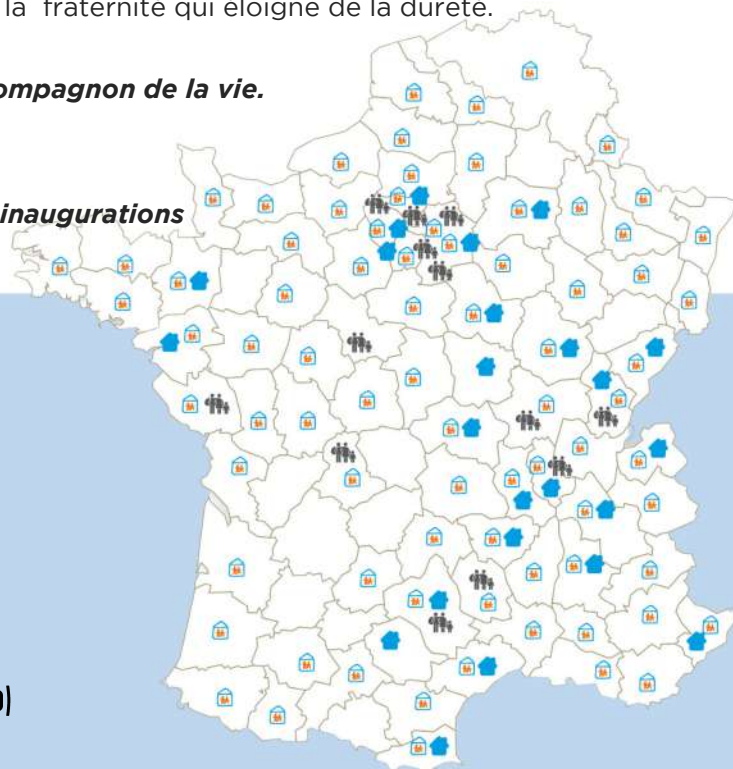 la fraternité qui éloigne de la dureté.
ompagnon de la vie.
inaugurations